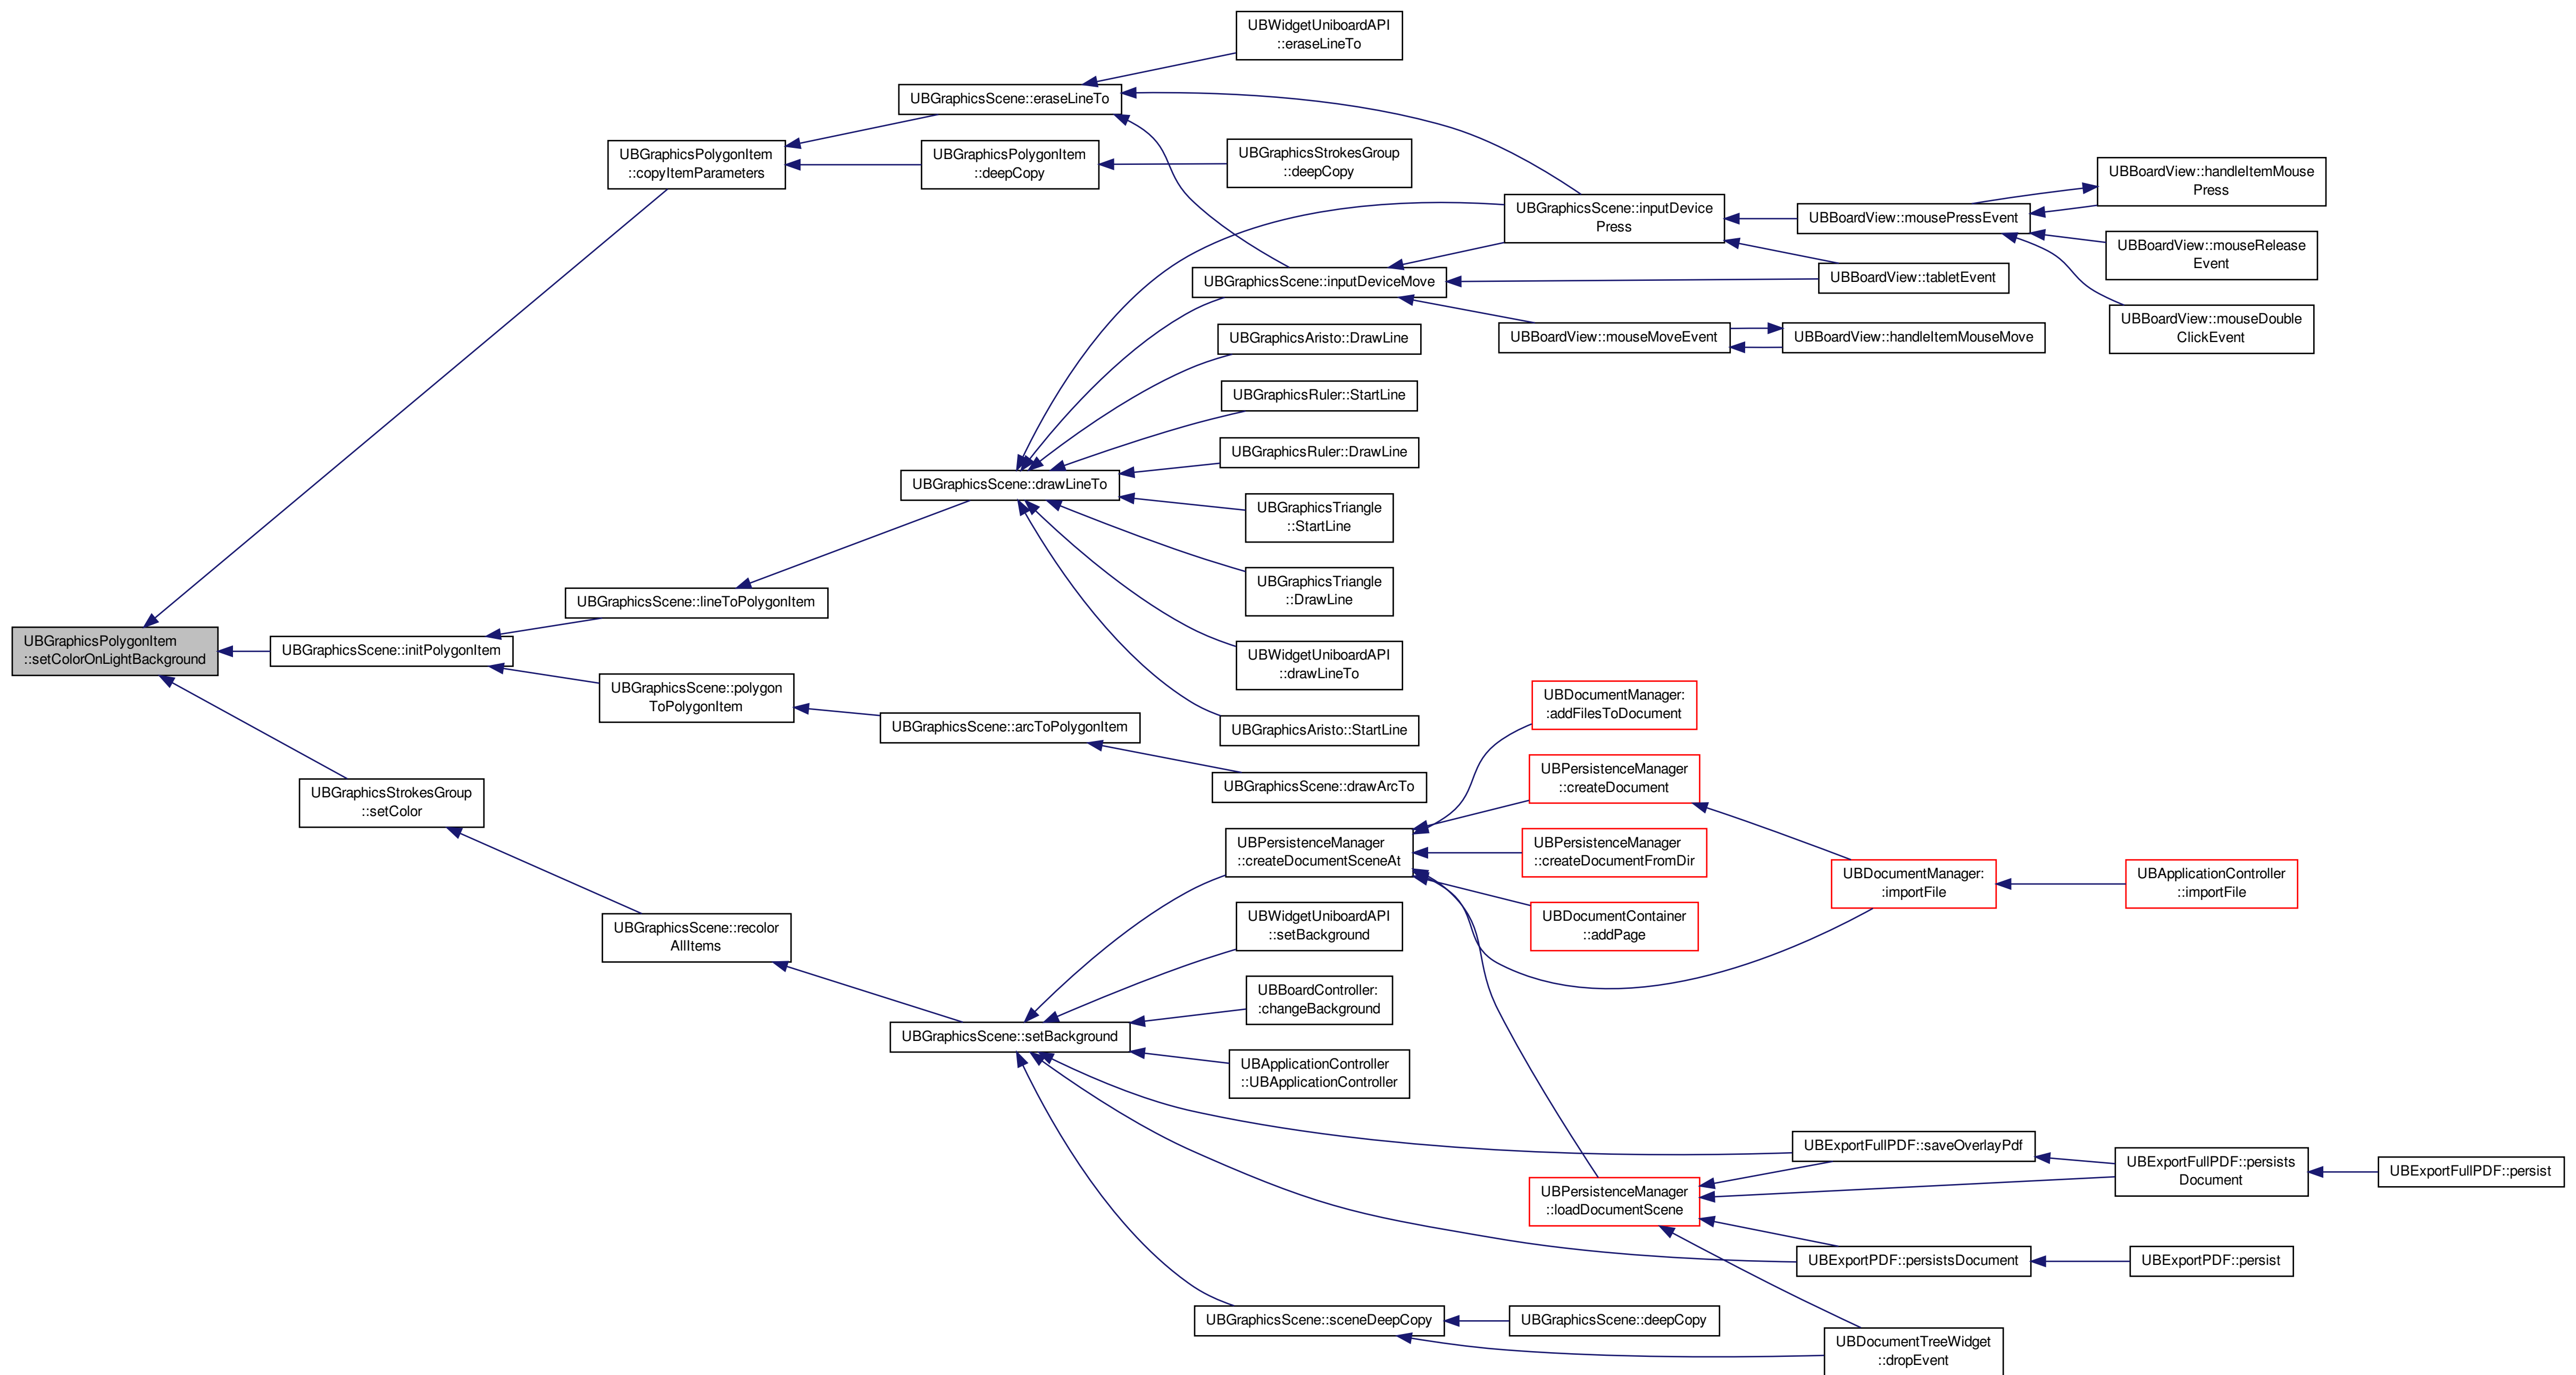 UBWidgetUniboardAPI
::eraseLineTo
UBGraphicsScene::eraseLineTo
UBGraphicsPolygonItem
::copyItemParameters
UBGraphicsPolygonItem
::deepCopy
UBGraphicsStrokesGroup
::deepCopy
UBGraphicsScene::inputDevice
Press
UBBoardView::mousePressEvent
UBBoardView::handleItemMouse
Press
UBBoardView::mouseRelease
Event
UBGraphicsScene::inputDeviceMove
UBBoardView::tabletEvent
UBBoardView::mouseDouble
ClickEvent
UBGraphicsAristo::DrawLine
UBBoardView::mouseMoveEvent
UBBoardView::handleItemMouseMove
UBGraphicsRuler::StartLine
UBGraphicsRuler::DrawLine
UBGraphicsScene::drawLineTo
UBGraphicsTriangle
::StartLine
UBGraphicsTriangle
::DrawLine
UBGraphicsScene::lineToPolygonItem
UBGraphicsPolygonItem
::setColorOnLightBackground
UBGraphicsScene::initPolygonItem
UBWidgetUniboardAPI
::drawLineTo
UBGraphicsScene::polygon
ToPolygonItem
UBGraphicsScene::arcToPolygonItem
UBGraphicsAristo::StartLine
UBDocumentManager:
:addFilesToDocument
UBGraphicsStrokesGroup
::setColor
UBGraphicsScene::drawArcTo
UBPersistenceManager
::createDocument
UBPersistenceManager
::createDocumentSceneAt
UBPersistenceManager
::createDocumentFromDir
UBDocumentManager:
:importFile
UBApplicationController
::importFile
UBGraphicsScene::recolor
AllItems
UBWidgetUniboardAPI
::setBackground
UBDocumentContainer
::addPage
UBBoardController:
:changeBackground
UBGraphicsScene::setBackground
UBApplicationController
::UBApplicationController
UBExportFullPDF::saveOverlayPdf
UBExportFullPDF::persists
Document
UBExportFullPDF::persist
UBPersistenceManager
::loadDocumentScene
UBExportPDF::persistsDocument
UBExportPDF::persist
UBGraphicsScene::sceneDeepCopy
UBGraphicsScene::deepCopy
UBDocumentTreeWidget
::dropEvent